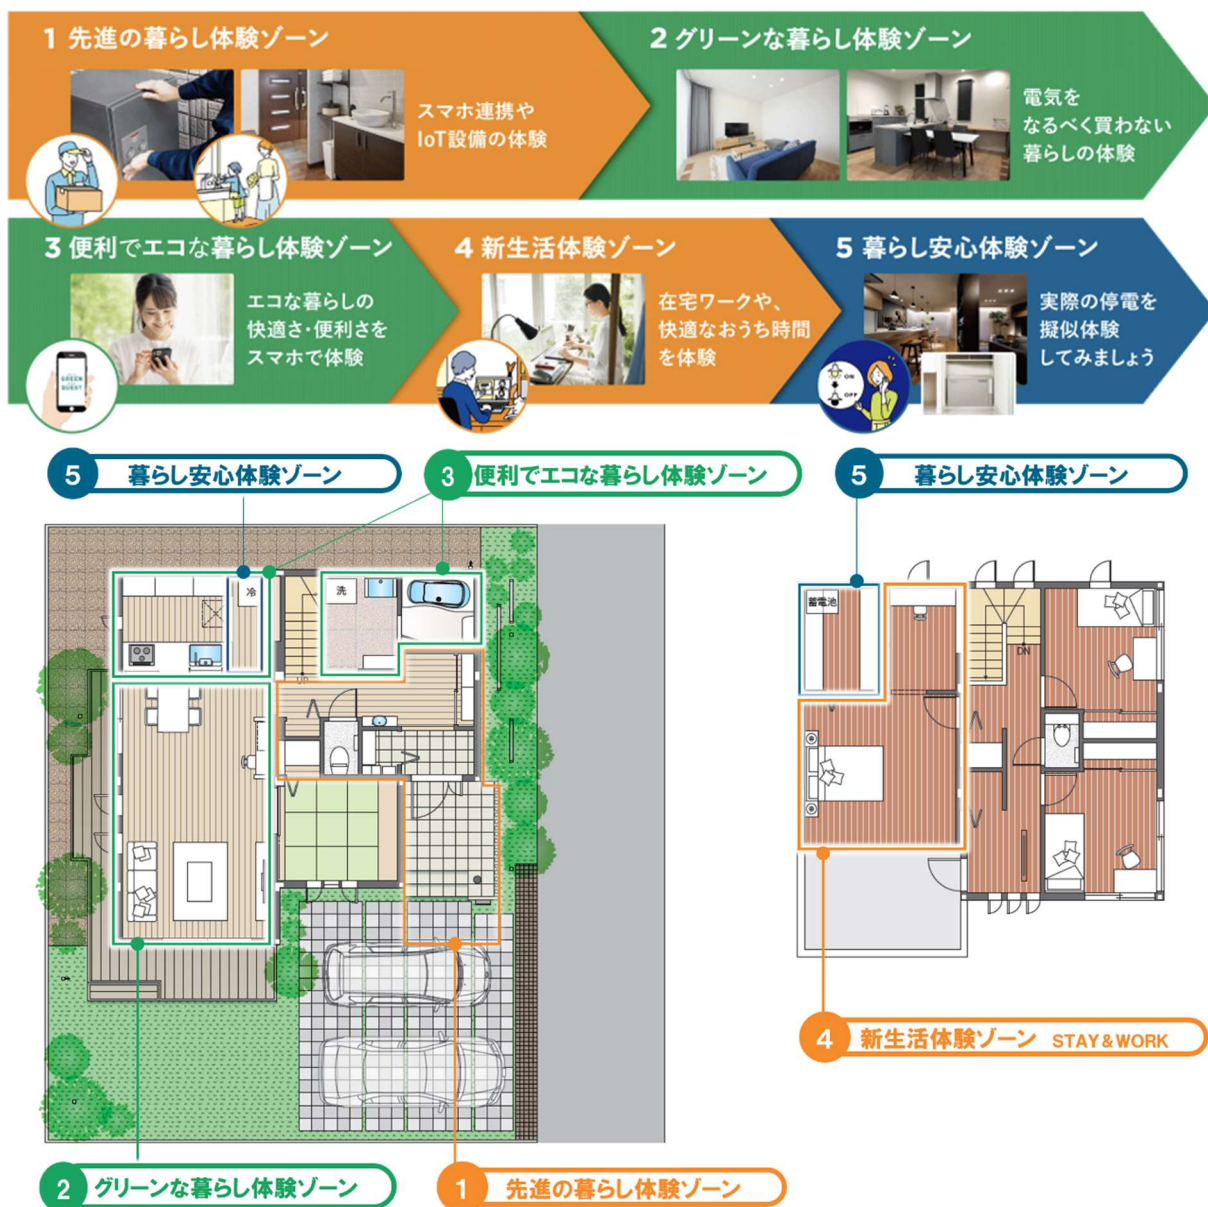 1 先進の暮らし体験ゾーン
スマホ連携や
IoT設備の体験
2 グリーンな暮らし体験ゾーン
電気を
なるべく買わない
暮らしの体験
3 便利でエコな暮らし体験ゾーン
エコな暮らしの
快適さ・便利さを
スマホで体験
GREEN
QUEST
4 新生活体験ゾーン
在宅ワークや、
快適なおうち時間
を体験
5 暮らし安心体験ゾーン
実際の停電を
擬似体験
してみましょう
ON
OFF
5 暮らし安心体験ゾーン
3 便利でエコな暮らし体験ゾーン
5 暮らし安心体験ゾーン
冷
洗
蓄電池
UP
DN
4 新生活体験ゾーン STAY&WORK
2 グリーンな暮らし体験ゾーン
1 先進の暮らし体験ゾーン